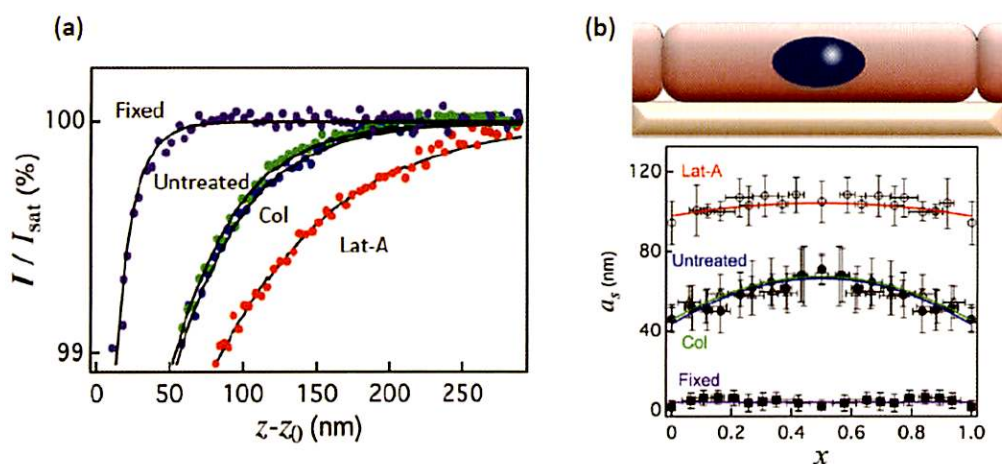 (a)
(b)
Fixed
Untreated
Col
Lat-A
100
99
I / Isat (%)
0
50
100
150
200
250
z-z0 (nm)
Lat-A
Untreated
Col
Fixed
120
80
40
0
as (nm)
0
0.2
0.4
0.6
0.8
1.0
x